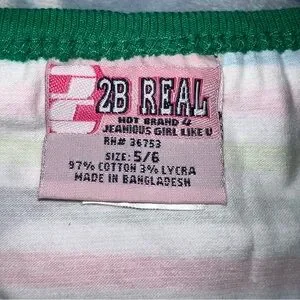 2B REAL
HOT BRAND 4
JEANIOUS GIRL LIKE U
RN# 36753
SIZE: 5/6
97% COTTON 3% LYCRA
MADE IN BANGLADESH